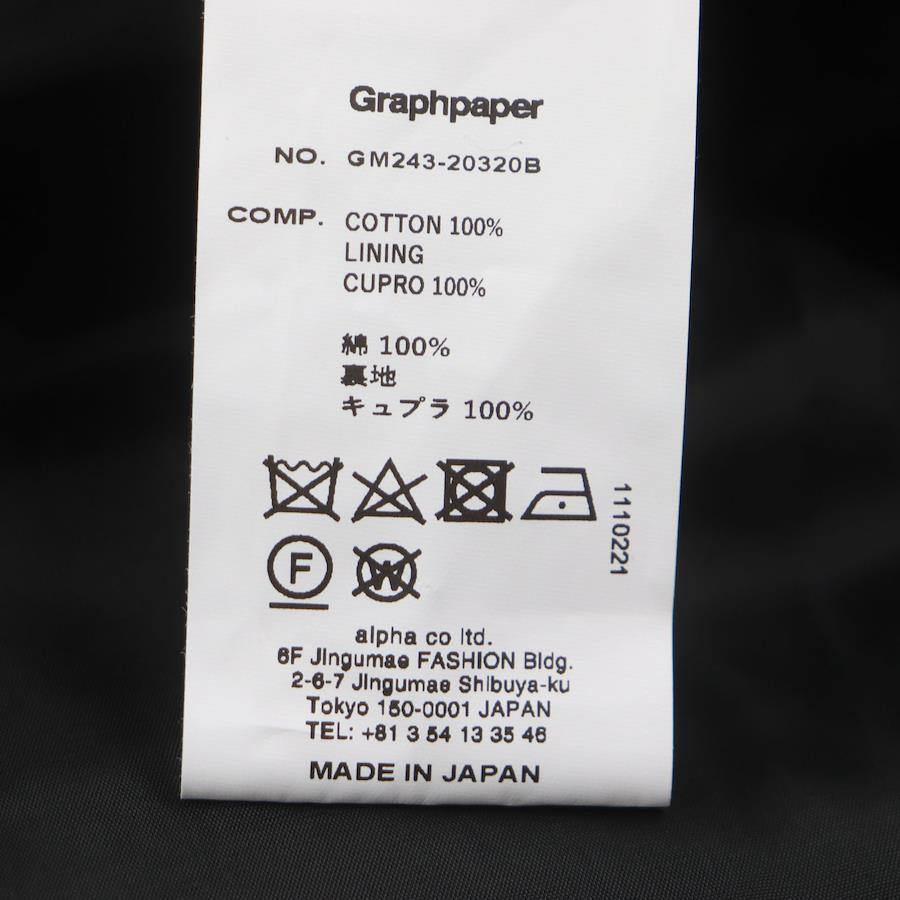 Graphpaper
NO. GM243-20320B
COMP. COTTON 100%
LINING
CUPRO 100%
綿 100%
裏地
キュプラ 100%
1110221
F
W
alpha co ltd.
6F Jingumae FASHION Bldg.
2-6-7 Jingumae Shibuya-ku
Tokyo 150-0001 JAPAN
TEL: +81 3 54 13 35 46
MADE IN JAPAN